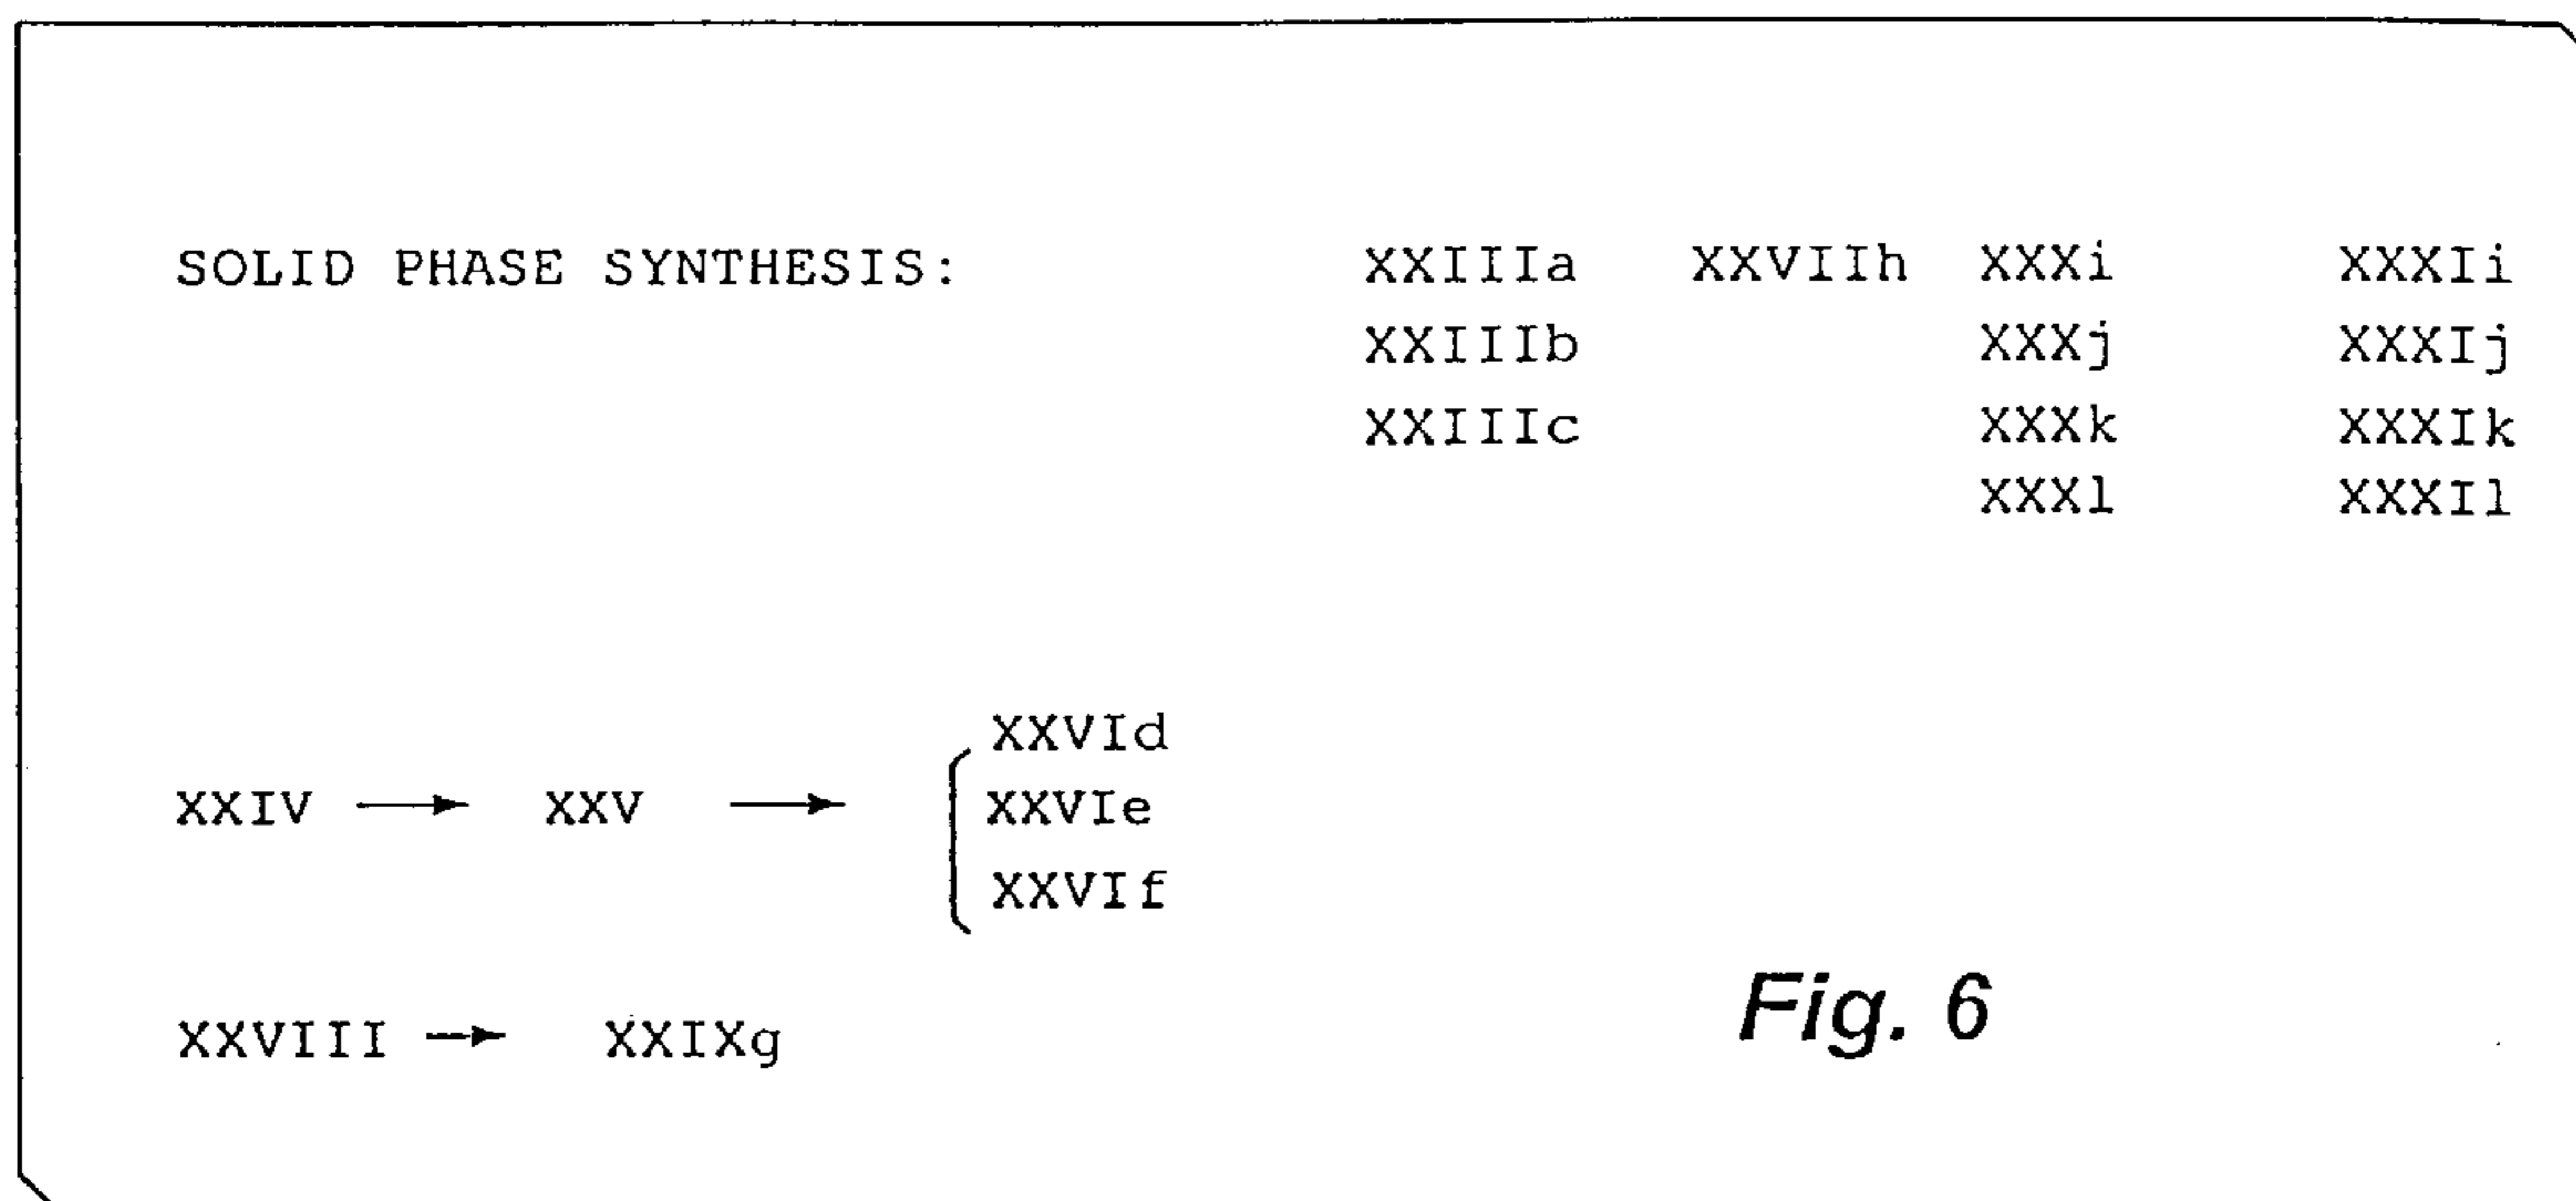 SOLID PHASE SYNTHESIS: XXIIIa XXVIIh XXXi XXXIi
XXIIIb XXXj XXXIj
XXIIIc XXXk XXXIk
XXXl XXXIl
XXVId
XXIV → XXV → XXVIe
XXVIf
XXVIII → XXIXg
Fig. 6